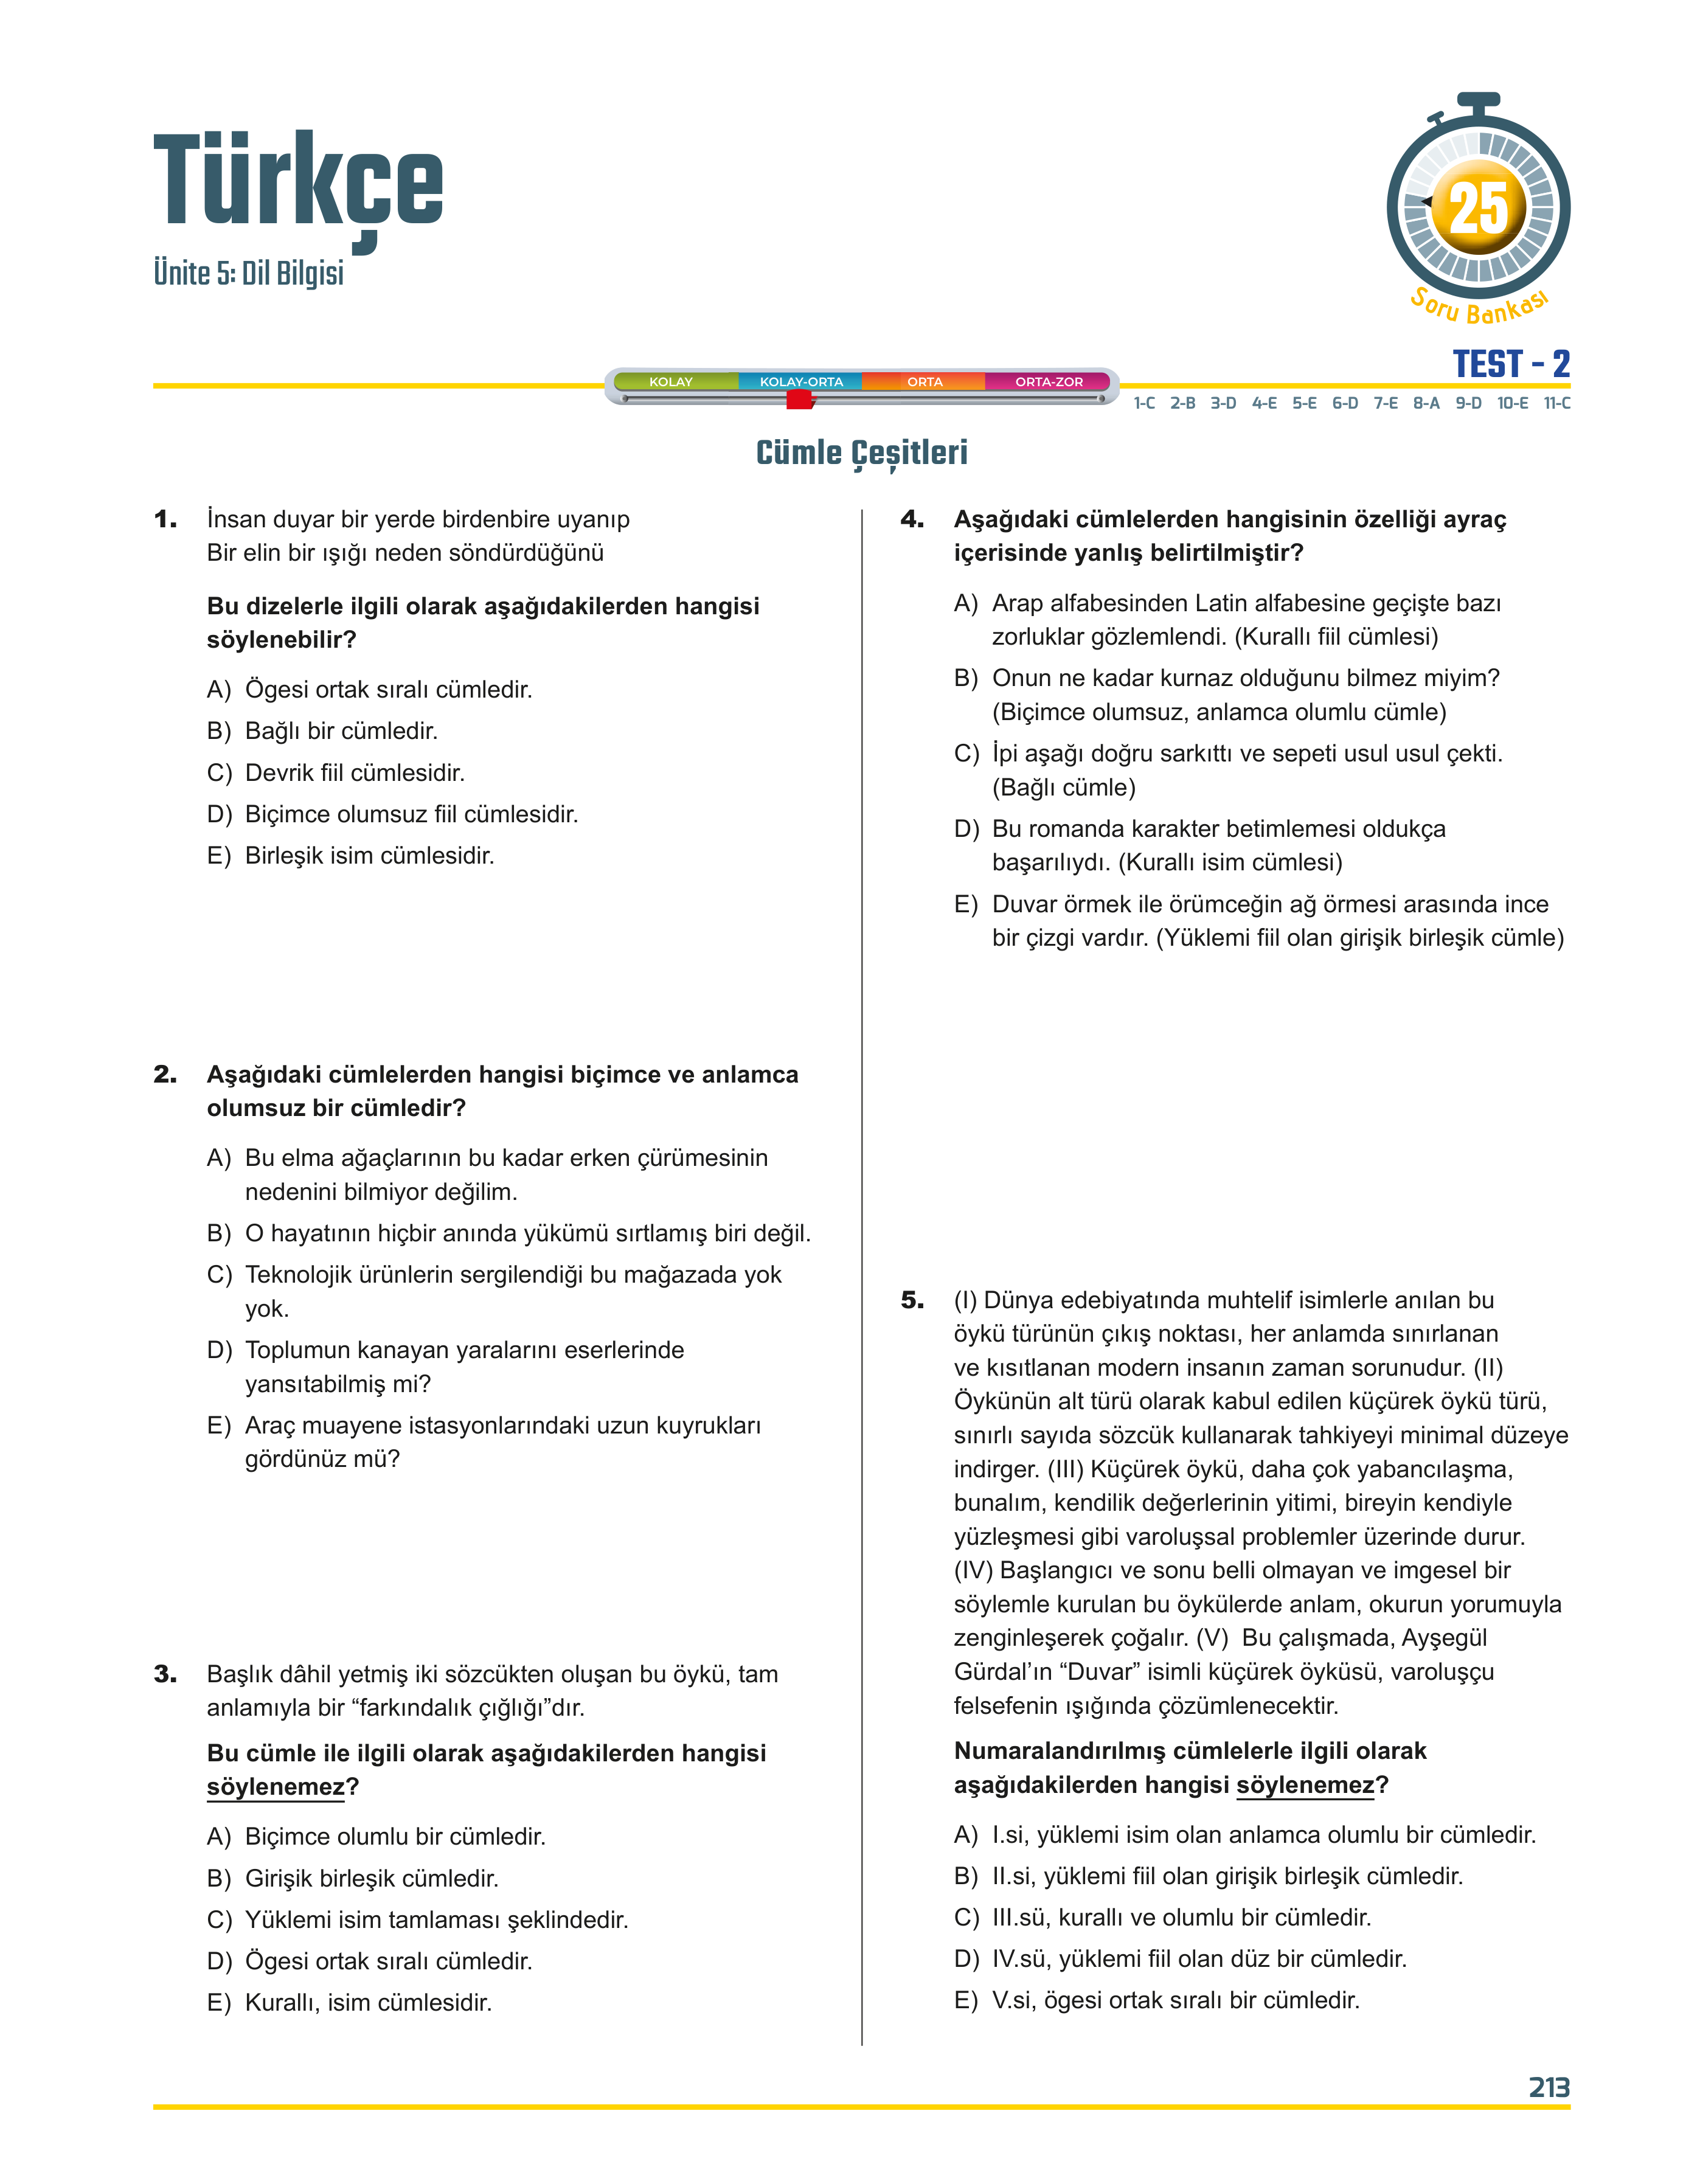 Türkçe
Ünite 5: Dil Bilgisi
25
Soru Bankası
TEST - 2
KOLAY KOLAY-ORTA ORTA ORTA-ZOR
1-C 2-B 3-D 4-E 5-E 6-D 7-E 8-A 9-D 10-E 11-C
Cümle Çeşitleri
1. İnsan duyar bir yerde birdenbire uyanıp
Bir elin bir ışığı neden söndürdüğünü
Bu dizelerle ilgili olarak aşağıdakilerden hangisi
söylenebilir?
A) Ögesi ortak sıralı cümledir.
B) Bağlı bir cümledir.
C) Devrik fiil cümlesidir.
D) Biçimce olumsuz fiil cümlesidir.
E) Birleşik isim cümlesidir.
2. Aşağıdaki cümlelerden hangisi biçimce ve anlamca
olumsuz bir cümledir?
A) Bu elma ağaçlarının bu kadar erken çürümesinin
nedenini bilmiyor değilim.
B) O hayatının hiçbir anında yükümü sırtlamış biri değil.
C) Teknolojik ürünlerin sergilendiği bu mağazada yok
yok.
D) Toplumun kanayan yaralarını eserlerinde
yansıtabilmiş mi?
E) Araç muayene istasyonlarındaki uzun kuyrukları
gördünüz mü?
3. Başlık dâhil yetmiş iki sözcükten oluşan bu öykü, tam
anlamıyla bir “farkındalık çığlığı”dır.
Bu cümle ile ilgili olarak aşağıdakilerden hangisi
söylenemez?
A) Biçimce olumlu bir cümledir.
B) Girişik birleşik cümledir.
C) Yüklemi isim tamlaması şeklindedir.
D) Ögesi ortak sıralı cümledir.
E) Kurallı, isim cümlesidir.
4. Aşağıdaki cümlelerden hangisinin özelliği ayraç
içerisinde yanlış belirtilmiştir?
A) Arap alfabesinden Latin alfabesine geçişte bazı
zorluklar gözlemlendi. (Kurallı fiil cümlesi)
B) Onun ne kadar kurnaz olduğunu bilmez miyim?
(Biçimce olumsuz, anlamca olumlu cümle)
C) İpi aşağı doğru sarkıttı ve sepeti usul usul çekti.
(Bağlı cümle)
D) Bu romanda karakter betimlemesi oldukça
başarılıydı. (Kurallı isim cümlesi)
E) Duvar örmek ile örümceğin ağ örmesi arasında ince
bir çizgi vardır. (Yüklemi fiil olan girişik birleşik cümle)
5. (I) Dünya edebiyatında muhtelif isimlerle anılan bu
öykü türünün çıkış noktası, her anlamda sınırlanan
ve kısıtlanan modern insanın zaman sorunudur. (II)
Öykünün alt türü olarak kabul edilen küçürek öykü türü,
sınırlı sayıda sözcük kullanarak tahkiyeyi minimal düzeye
indirger. (III) Küçürek öykü, daha çok yabancılaşma,
bunalım, kendilik değerlerinin yitimi, bireyin kendiyle
yüzleşmesi gibi varoluşsal problemler üzerinde durur.
(IV) Başlangıcı ve sonu belli olmayan ve imgesel bir
söylemle kurulan bu öykülerde anlam, okurun yorumuyla
zenginleşerek çoğalır. (V) Bu çalışmada, Ayşegül
Gürdal’ın “Duvar” isimli küçürek öyküsü, varoluşçu
felsefenin ışığında çözümlenecektir.
Numaralandırılmış cümlelerle ilgili olarak
aşağıdakilerden hangisi söylenemez?
A) I.si, yüklemi isim olan anlamca olumlu bir cümledir.
B) II.si, yüklemi fiil olan girişik birleşik cümledir.
C) III.sü, kurallı ve olumlu bir cümledir.
D) IV.sü, yüklemi fiil olan düz bir cümledir.
E) V.si, ögesi ortak sıralı bir cümledir.
213